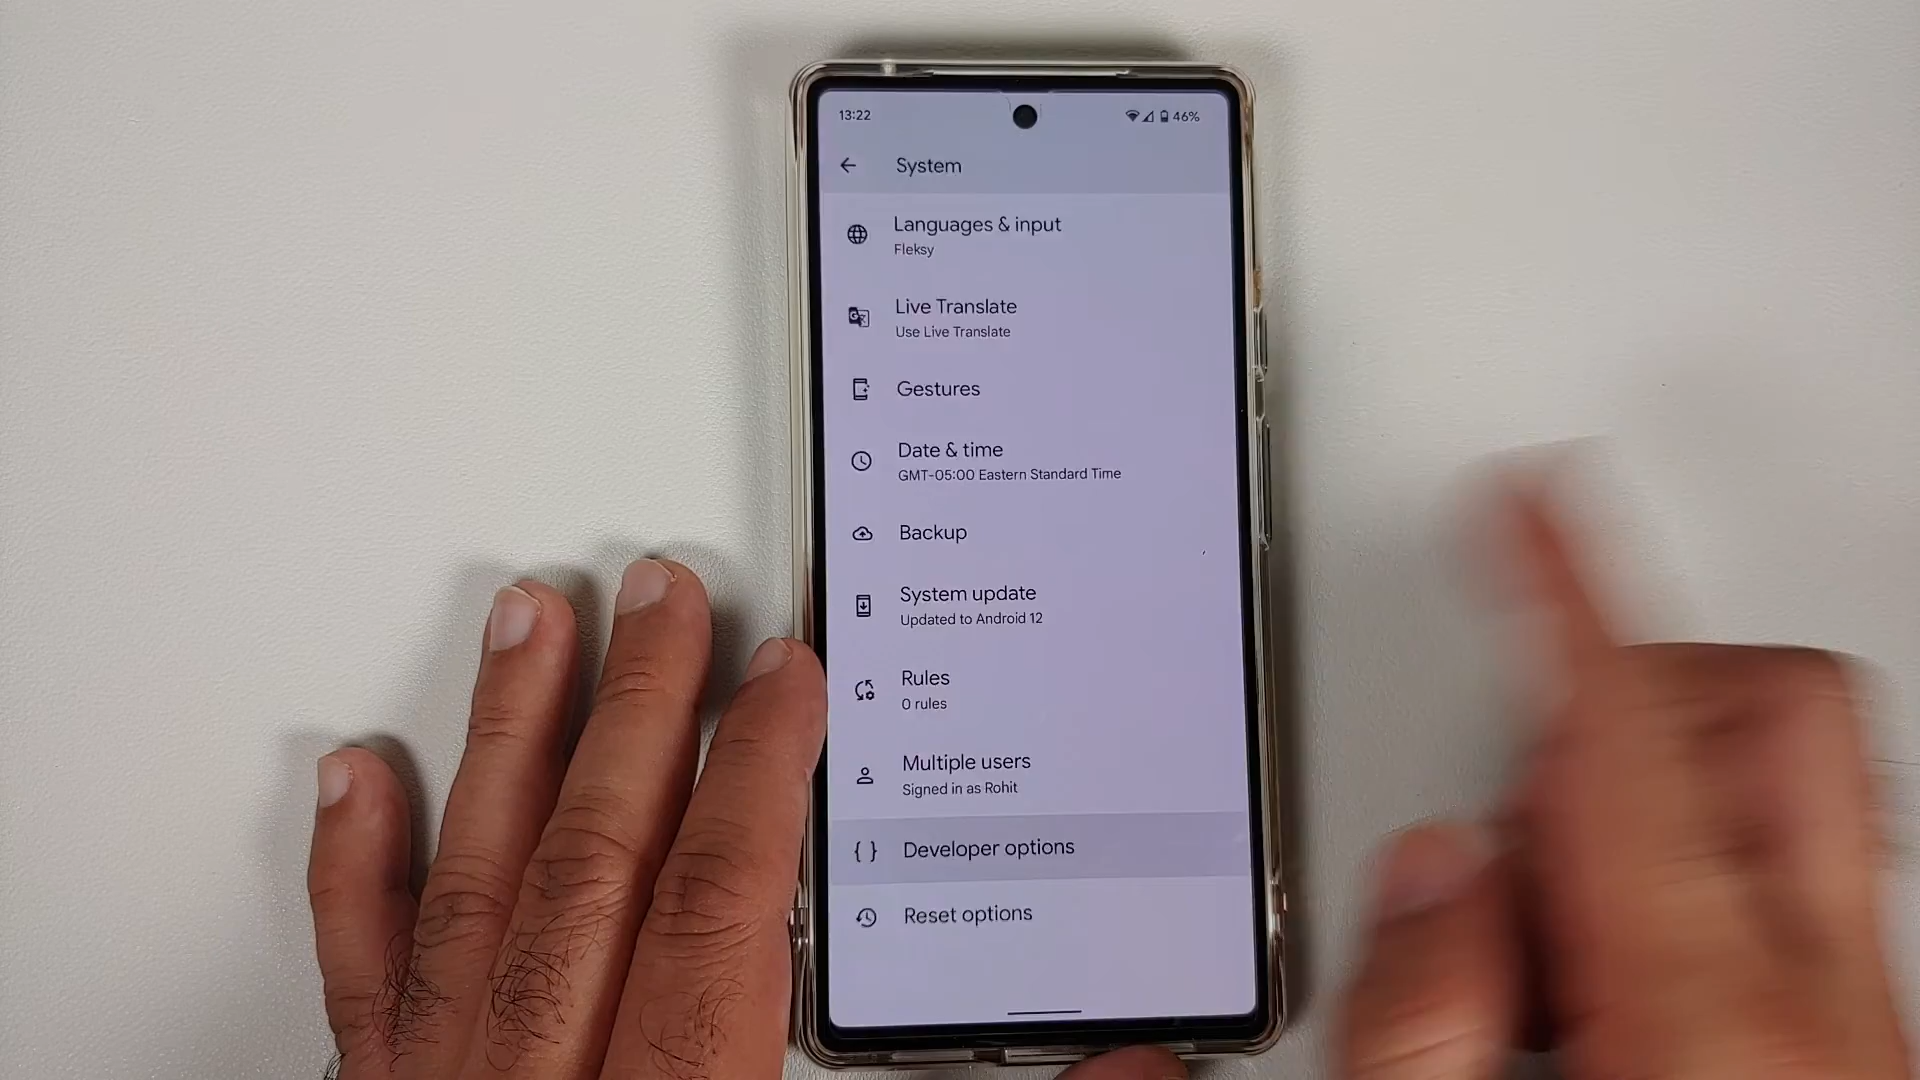 13:22
46%
System
Languages & input
Fleksy
Live Translate
Use Live Translate
Gestures
Date & time
GMT-05:00 Eastern Standard Time
Backup
System update
Updated to Android 12
Rules
0 rules
Multiple users
Signed in as Rohit
{ } Developer options
Reset options